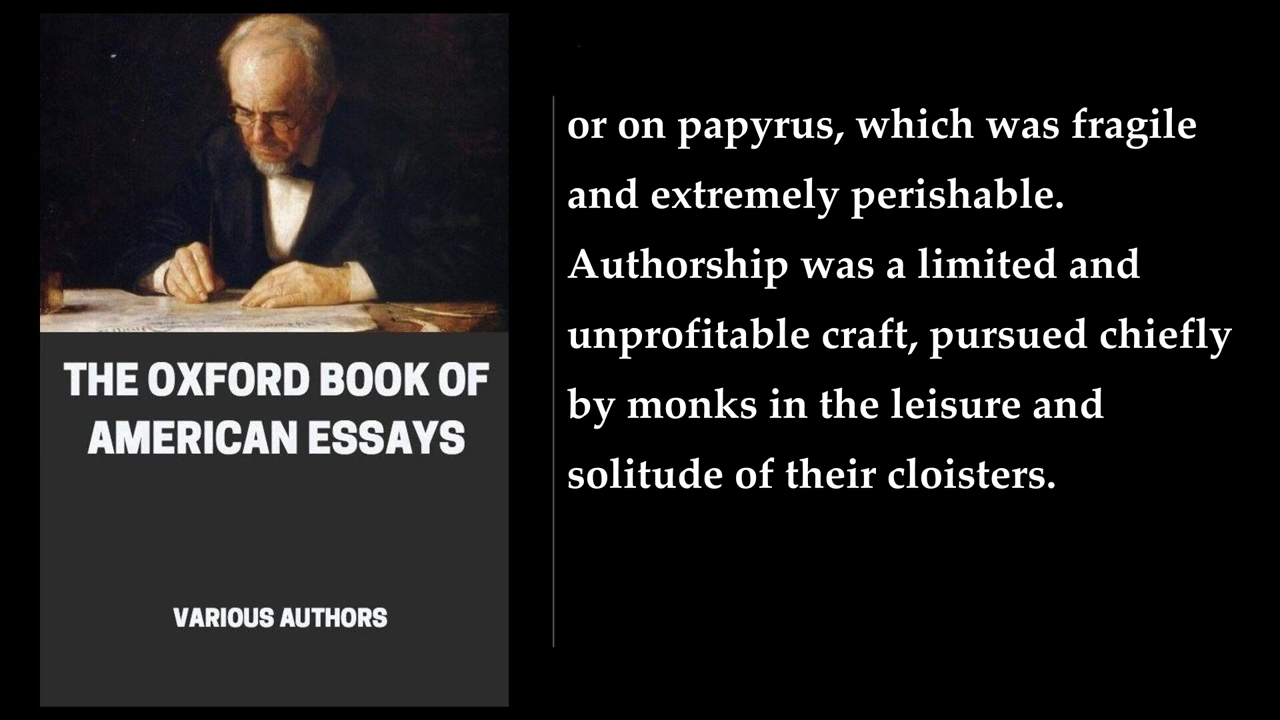 THE OXFORD BOOK OF
AMERICAN ESSAYS
VARIOUS AUTHORS
or on papyrus, which was fragile
and extremely perishable.
Authorship was a limited and
unprofitable craft, pursued chiefly
by monks in the leisure and
solitude of their cloisters.